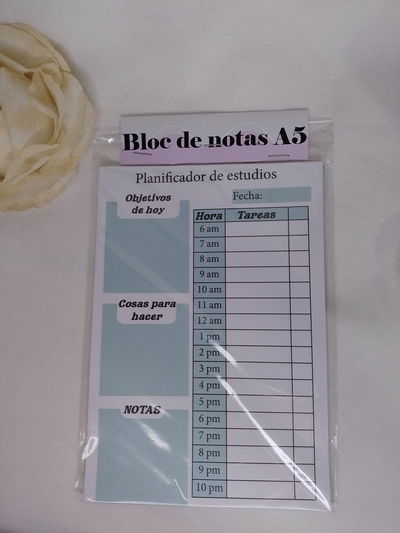 Bloc de notas A5
Planificador de estudios
Fecha:
Objetivos
de hoy
Cosas para
hacer
NOTAS
Hora Tareas
6 am
7 am
8 am
9 am
10 am
11 am
12 am
1 pm
2 pm
3 pm
4 pm
5 pm
6 pm
7 pm
8 pm
9 pm
10 pm